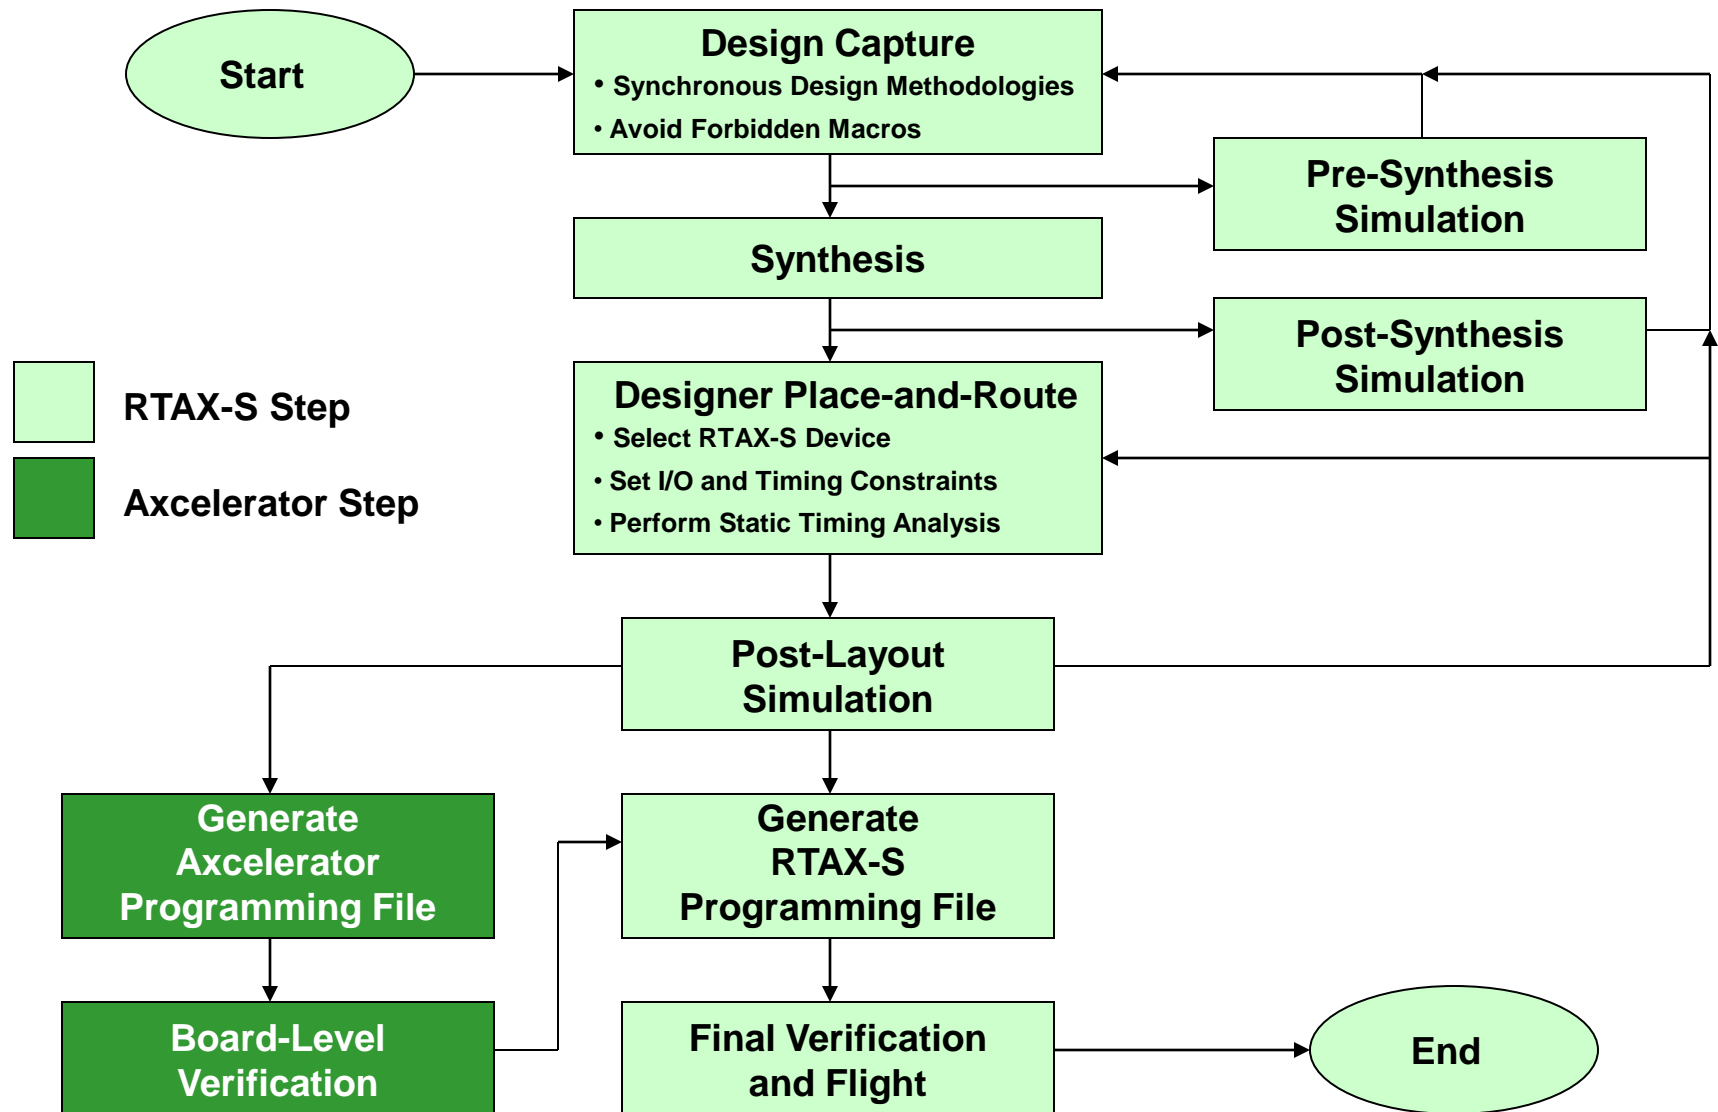 Start
Design Capture
• Synchronous Design Methodologies
• Avoid Forbidden Macros
Pre-Synthesis
Simulation
Synthesis
Post-Synthesis
Simulation
RTAX-S Step
Axcelerator Step
Designer Place-and-Route
• Select RTAX-S Device
• Set I/O and Timing Constraints
• Perform Static Timing Analysis
Post-Layout
Simulation
Generate
Axcelerator
Programming File
Generate
RTAX-S
Programming File
Board-Level
Verification
Final Verification
and Flight
End